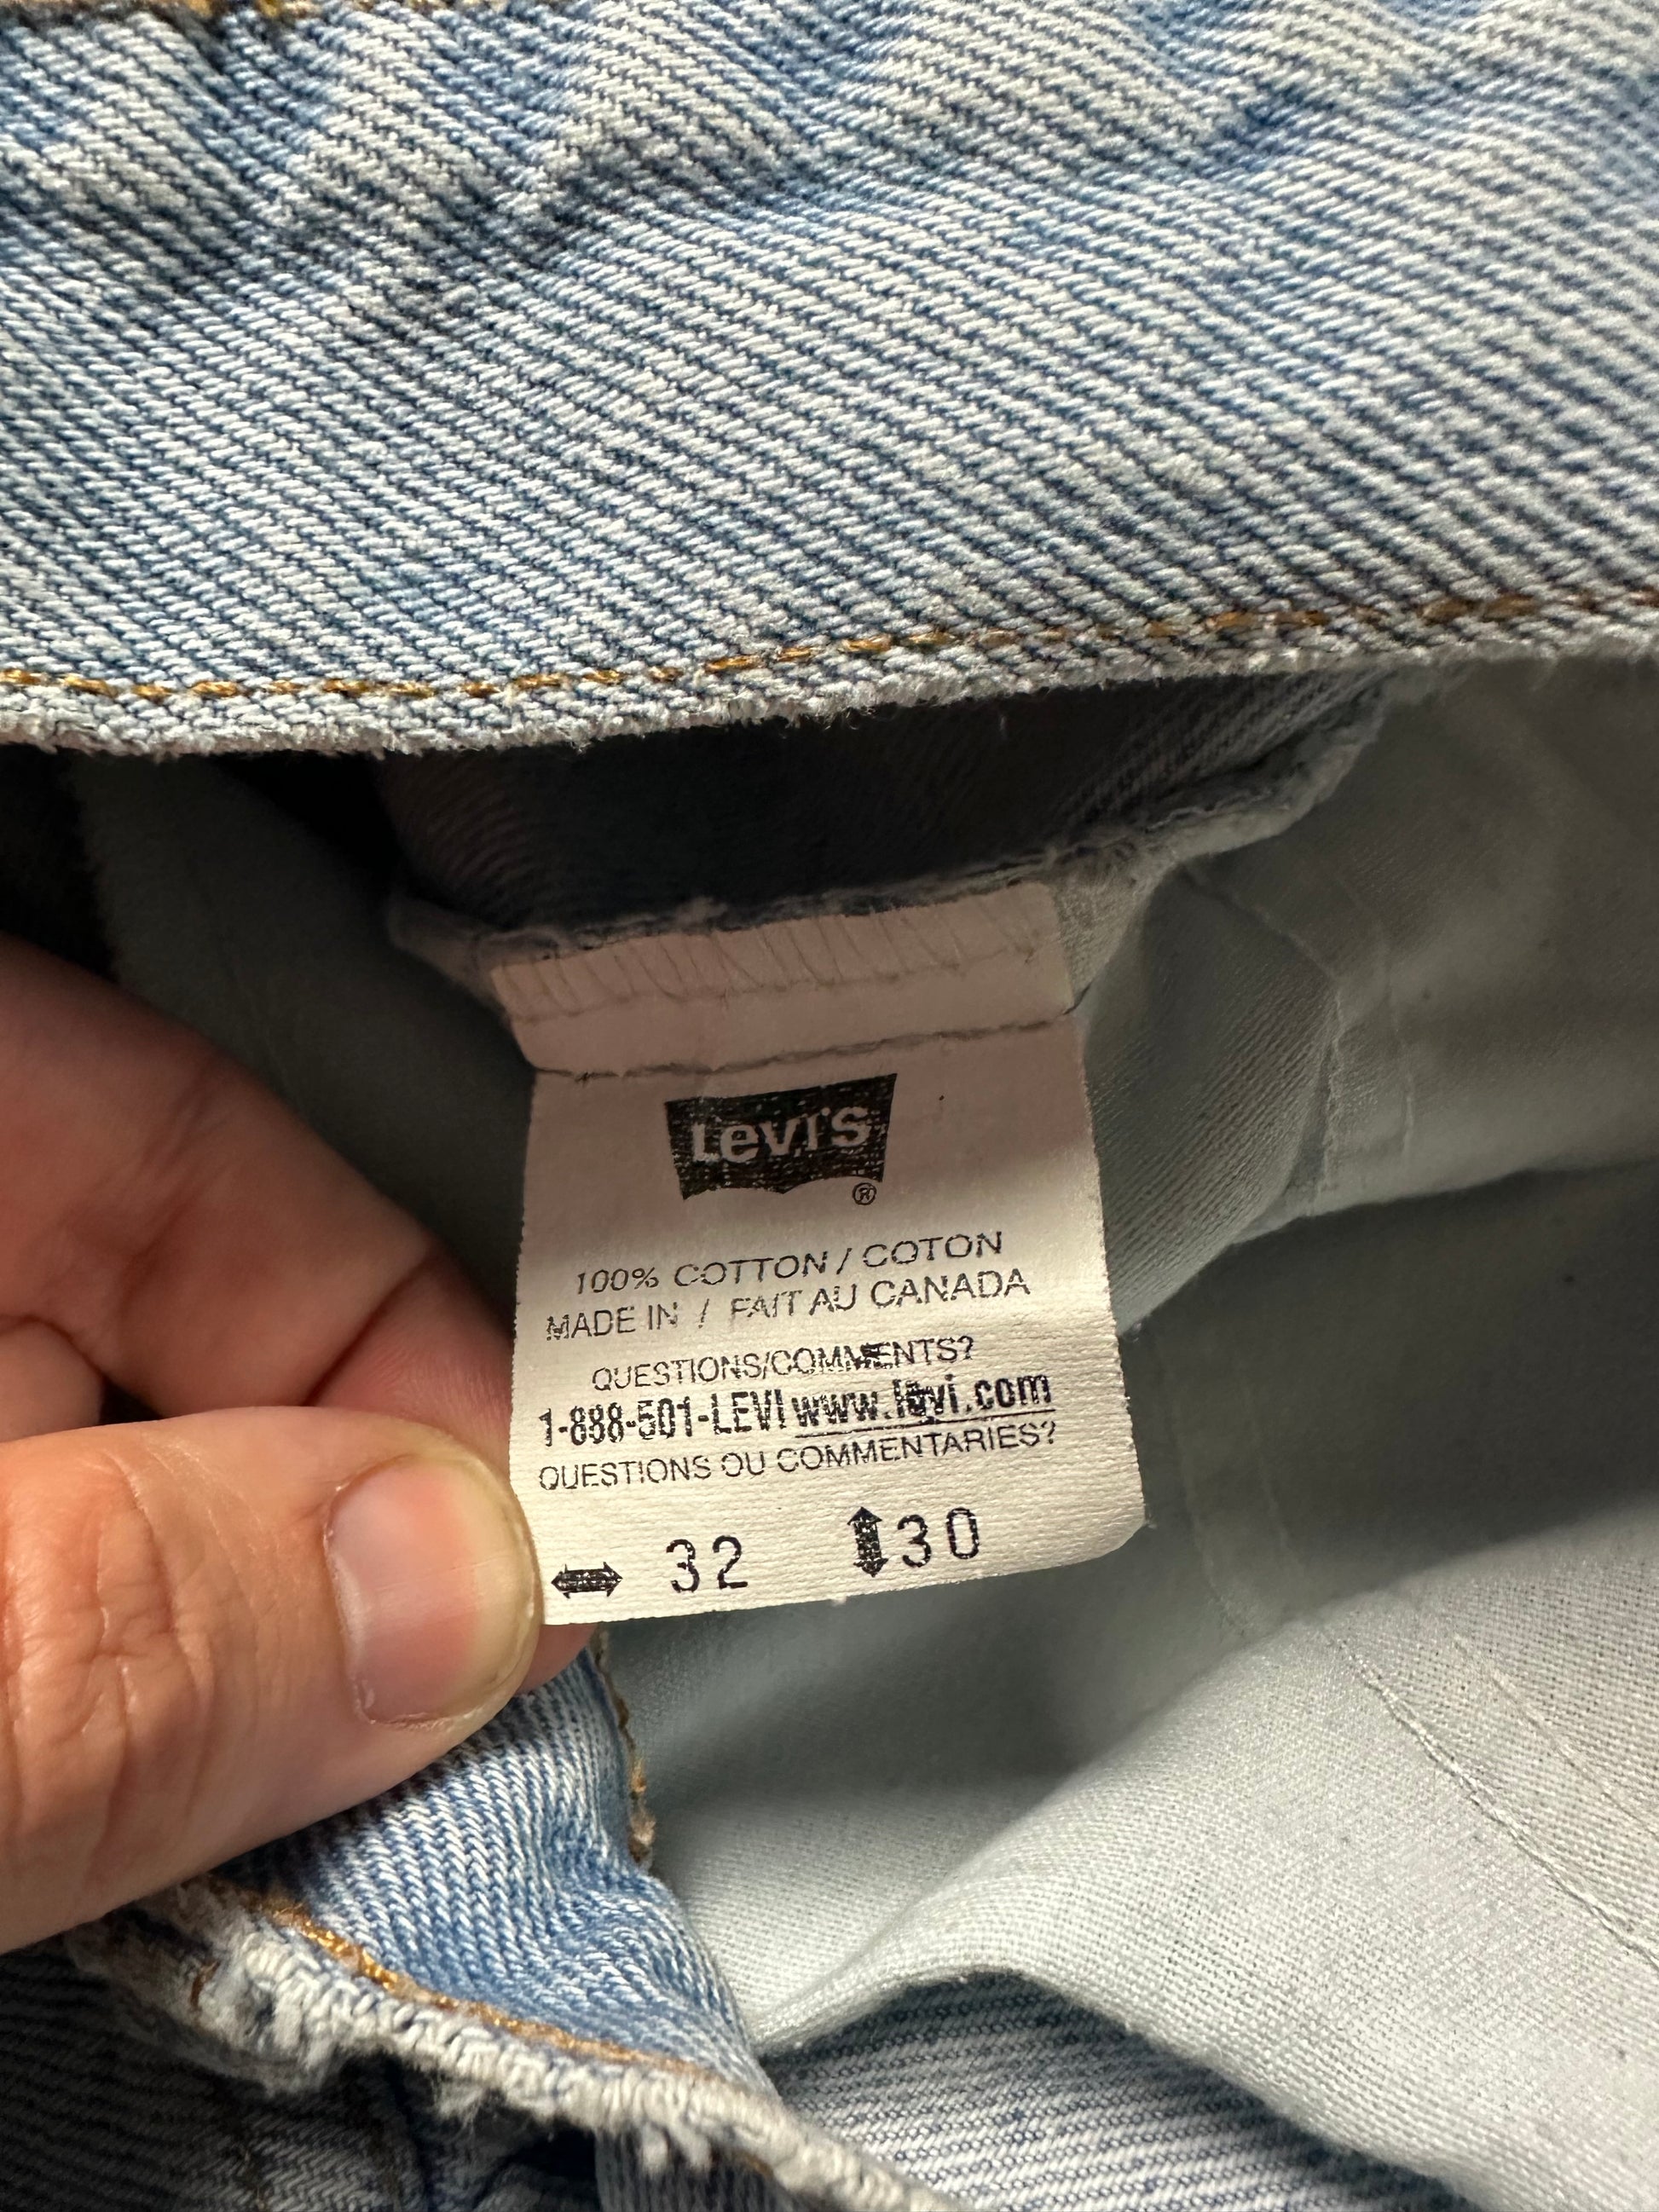 Levi's
®
100% COTTON / COTON
MADE IN / FAIT AU CANADA
QUESTIONS/COMMENTS?
1-888-501-LEVI www.levi.com
QUESTIONS OU COMMENTARIES?
32 30